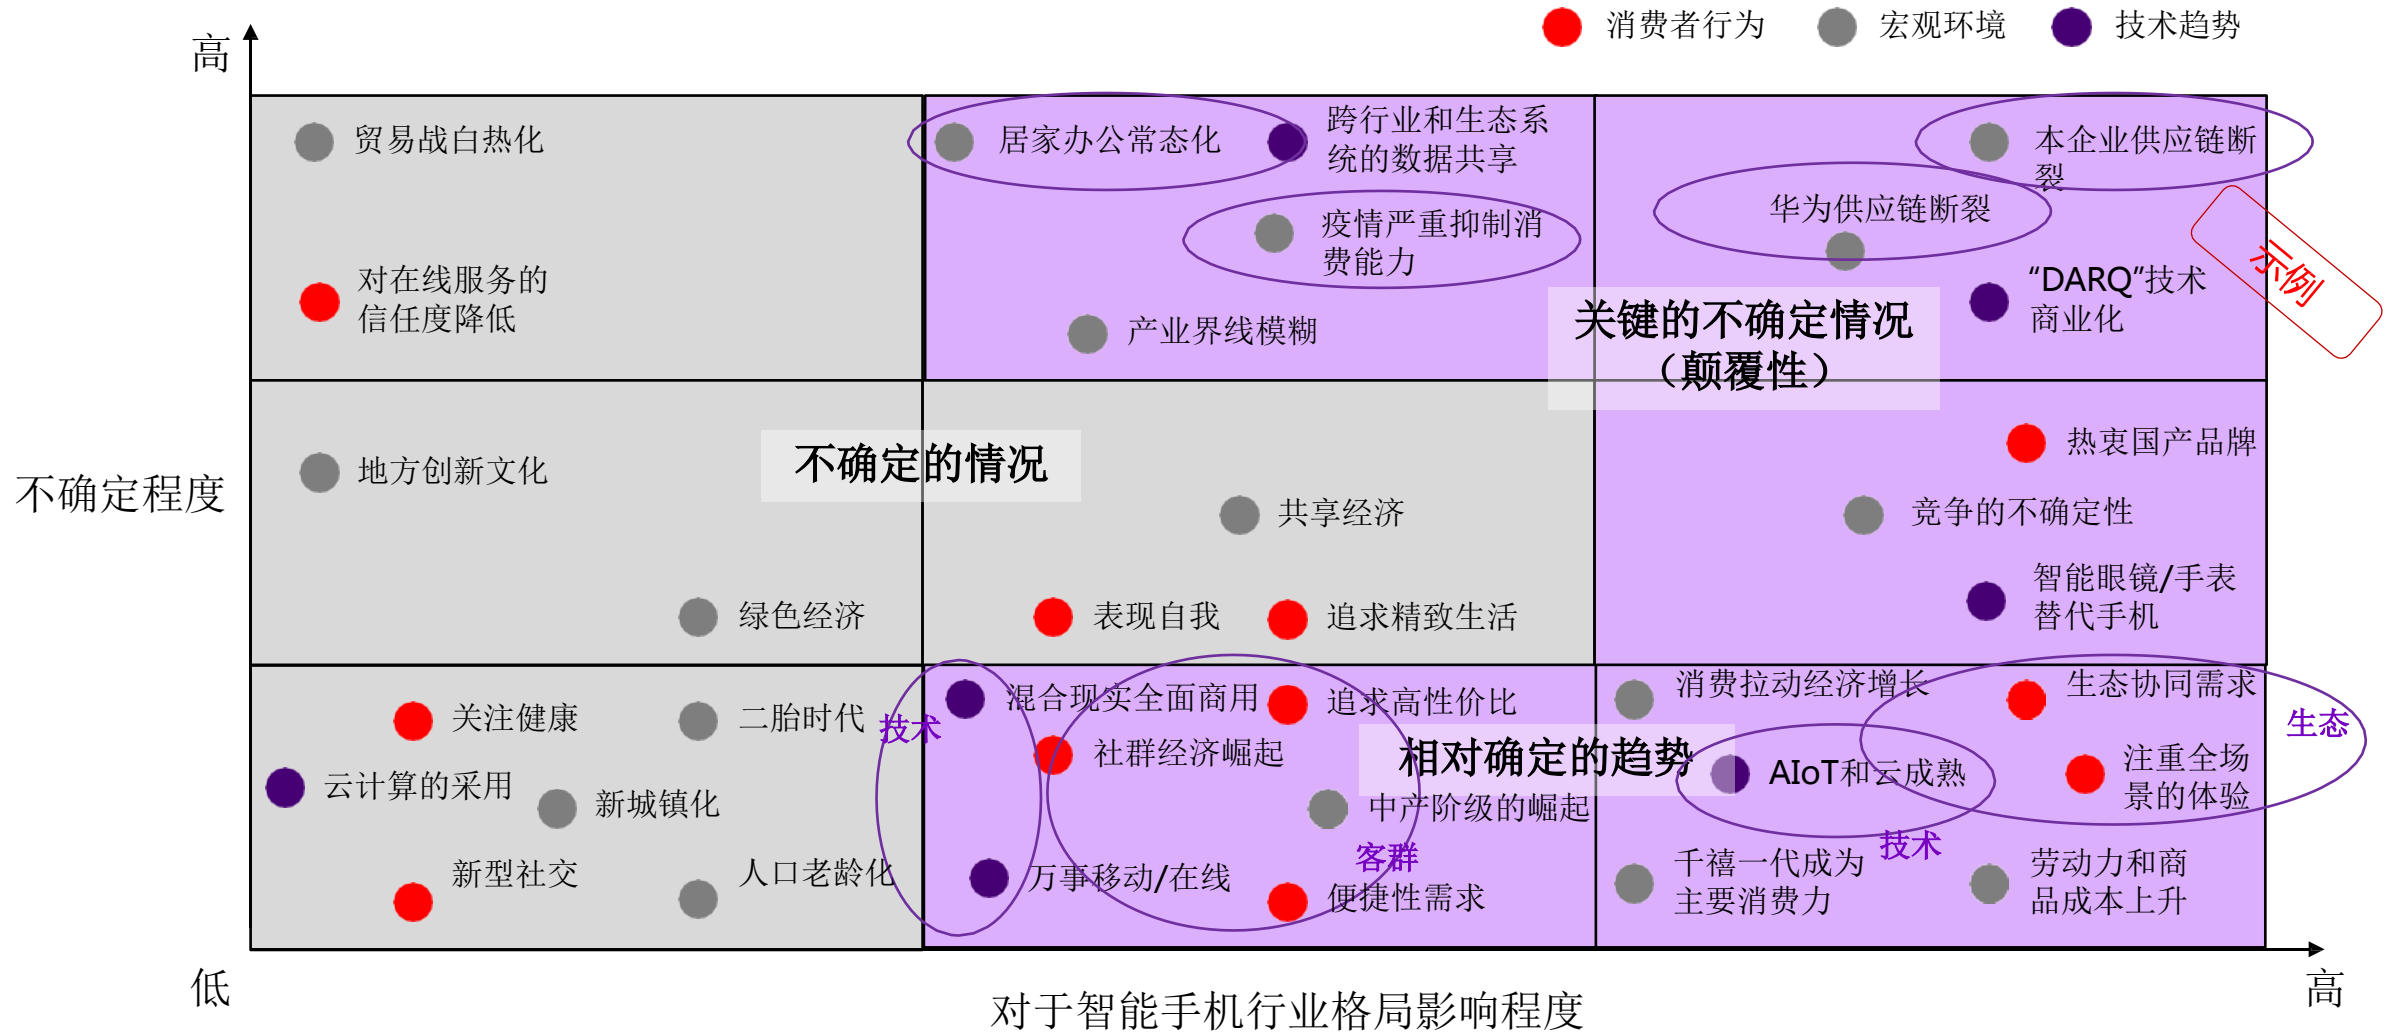 消费者行为
宏观环境
技术趋势
高
贸易战白热化
居家办公常态化
跨行业和生态系
统的数据共享
本企业供应链断
裂
华为供应链断裂
疫情严重抑制消
费能力
示例
对在线服务的
信任度降低
“DARQ”技术
商业化
产业界线模糊
关键的不确定情况
（颠覆性）
不确定的情况
热衷国产品牌
不确定程度
地方创新文化
共享经济
竞争的不确定性
智能眼镜/手表
替代手机
绿色经济
表现自我
追求精致生活
混合现实全面商用
追求高性价比
消费拉动经济增长
生态协同需求
关注健康
二胎时代
技术
生态
社群经济崛起
相对确定的趋势
AIoT和云成熟
注重全场
景的体验
云计算的采用
新城镇化
中产阶级的崛起
客群
技术
新型社交
人口老龄化
万事移动/在线
便捷性需求
千禧一代成为
主要消费力
劳动力和商
品成本上升
低
高
对于智能手机行业格局影响程度